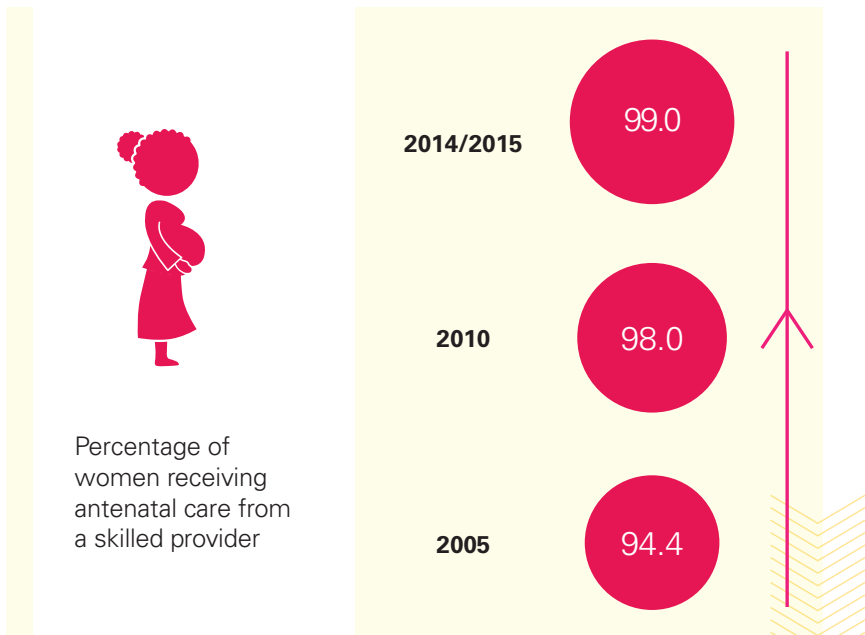 2014/2015
99.0
2010
98.0
Percentage of
women receiving
antenatal care from
a skilled provider
2005
94.4